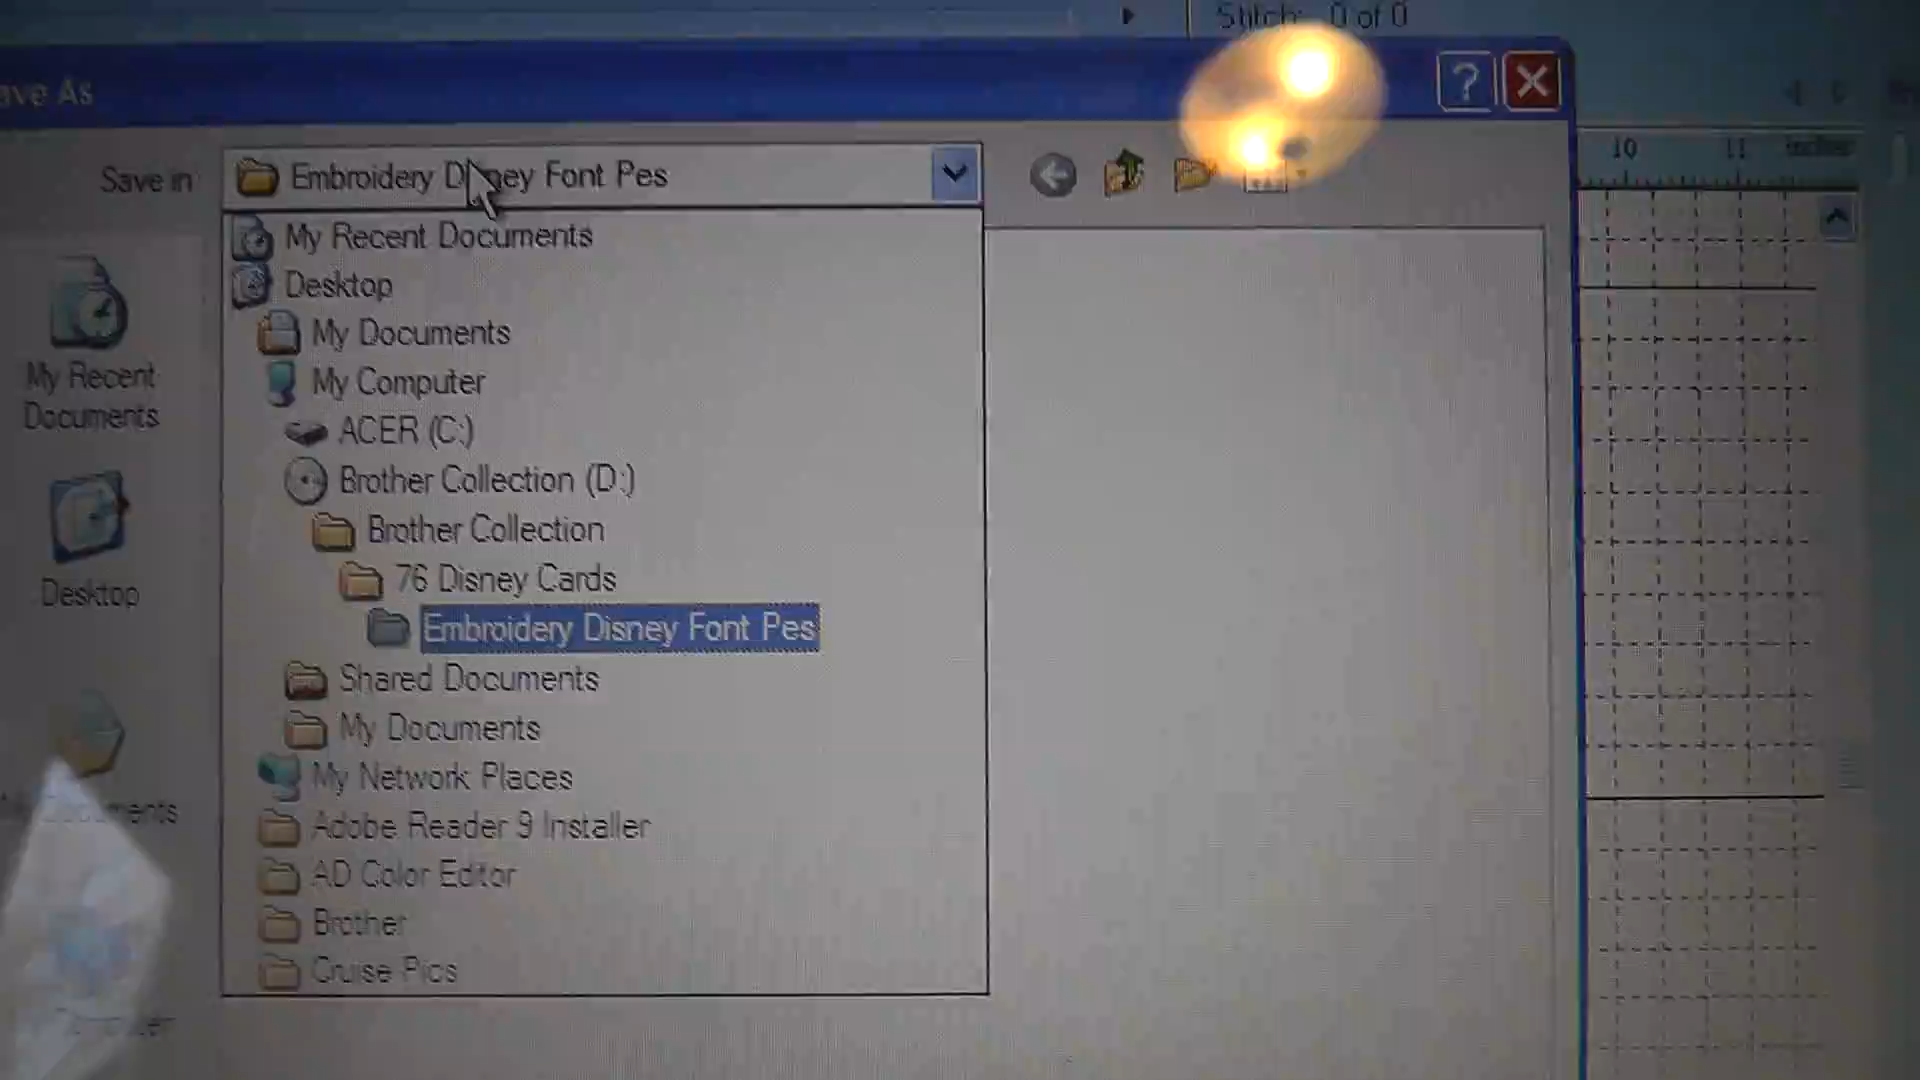 Stitch: 0 of 0
ave As
Save in
Embroidery Disney Font Pes
10 11 inches
My Recent Documents
Desktop
My Documents
My Computer
ACER (C:)
Brother Collection (D:)
Brother Collection
76 Disney Cards
Embroidery Disney Font Pes
Shared Documents
My Documents
My Network Places
Adobe Reader 9 Installer
AD Color Editor
Brother
Cruise Pics
My Recent
Documents
Desktop